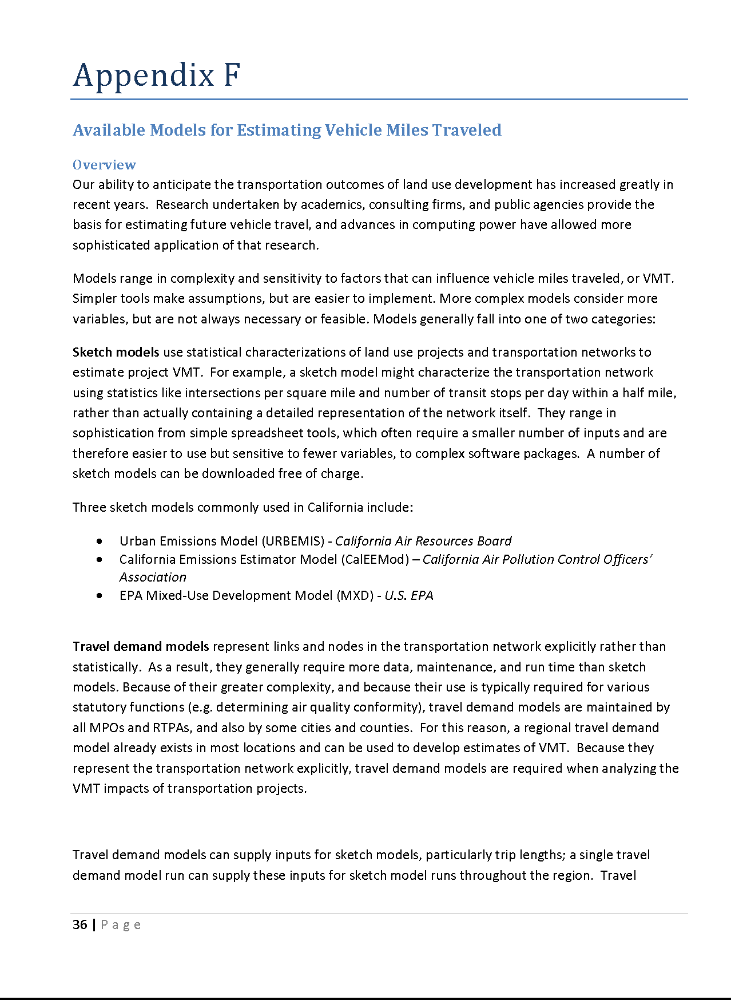 Appendix F
Available Models for Estimating Vehicle Miles Traveled
Overview
Our ability to anticipate the transportation outcomes of land use development has increased greatly in
recent years.  Research undertaken by academics, consulting firms, and public agencies provide the
basis for estimating future vehicle travel, and advances in computing power have allowed more
sophisticated application of that research.
Models range in complexity and sensitivity to factors that can influence vehicle miles traveled, or VMT.
Simpler tools make assumptions, but are easier to implement. More complex models consider more
variables, but are not always necessary or feasible. Models generally fall into one of two categories:
Sketch models use statistical characterizations of land use projects and transportation networks to
estimate project VMT.  For example, a sketch model might characterize the transportation network
using statistics like intersections per square mile and number of transit stops per day within a half mile,
rather than actually containing a detailed representation of the network itself.  They range in
sophistication from simple spreadsheet tools, which often require a smaller number of inputs and are
therefore easier to use but sensitive to fewer variables, to complex software packages.  A number of
sketch models can be downloaded free of charge.
Three sketch models commonly used in California include:
• Urban Emissions Model (URBEMIS) - California Air Resources Board
• California Emissions Estimator Model (CalEEMod) – California Air Pollution Control Officers’
Association
• EPA Mixed-Use Development Model (MXD) - U.S. EPA
Travel demand models represent links and nodes in the transportation network explicitly rather than
statistically.  As a result, they generally require more data, maintenance, and run time than sketch
models. Because of their greater complexity, and because their use is typically required for various
statutory functions (e.g. determining air quality conformity), travel demand models are maintained by
all MPOs and RTPAs, and also by some cities and counties.  For this reason, a regional travel demand
model already exists in most locations and can be used to develop estimates of VMT.  Because they
represent the transportation network explicitly, travel demand models are required when analyzing the
VMT impacts of transportation projects.
Travel demand models can supply inputs for sketch models, particularly trip lengths; a single travel
demand model run can supply these inputs for sketch model runs throughout the region.  Travel
36 | P a g e